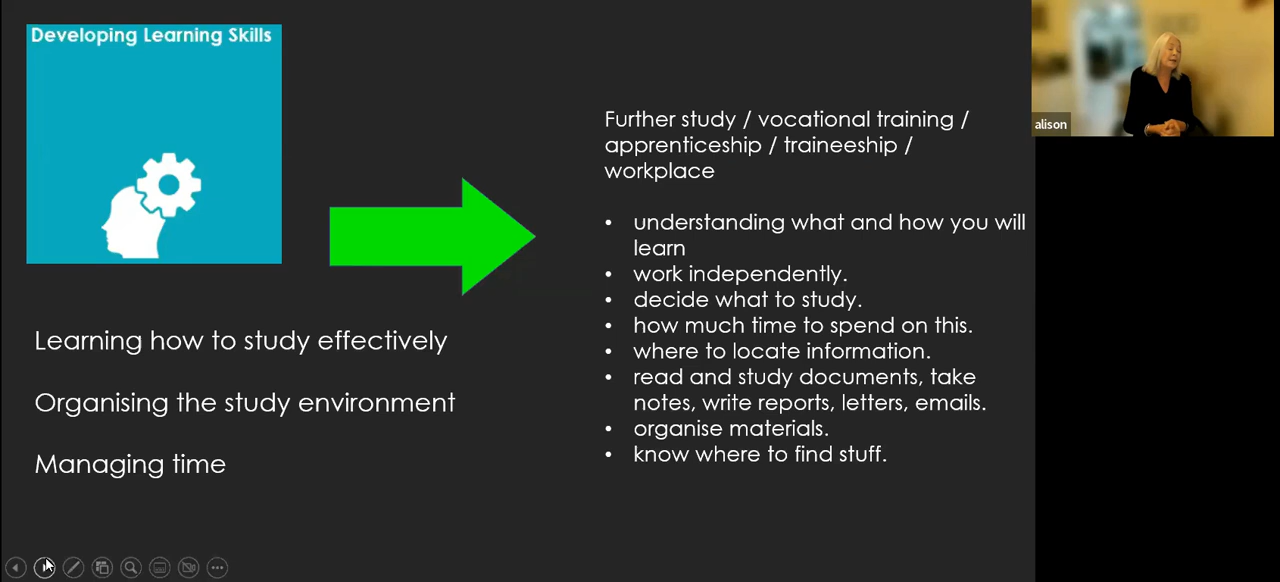 Developing Learning Skills
Learning how to study effectively
Organising the study environment
Managing time
Further study / vocational training /
apprenticeship / traineeship /
workplace
• understanding what and how you will
learn
• work independently.
• decide what to study.
• how much time to spend on this.
• where to locate information.
• read and study documents, take
notes, write reports, letters, emails.
• organise materials.
• know where to find stuff.
alison